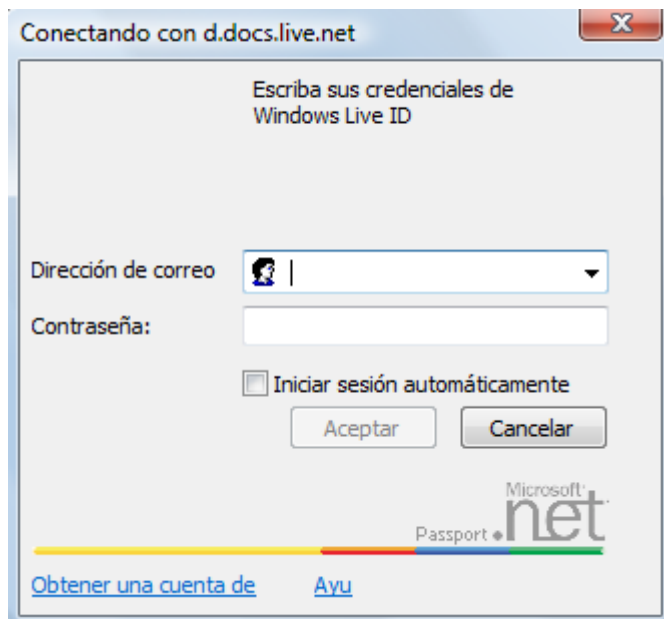 Conectando con d.docs.live.net
Escriba sus credenciales de
Windows Live ID
Dirección de correo
Contraseña:
Iniciar sesión automáticamente
Aceptar Cancelar
Microsoft
Passport net
Obtener una cuenta de Ayu